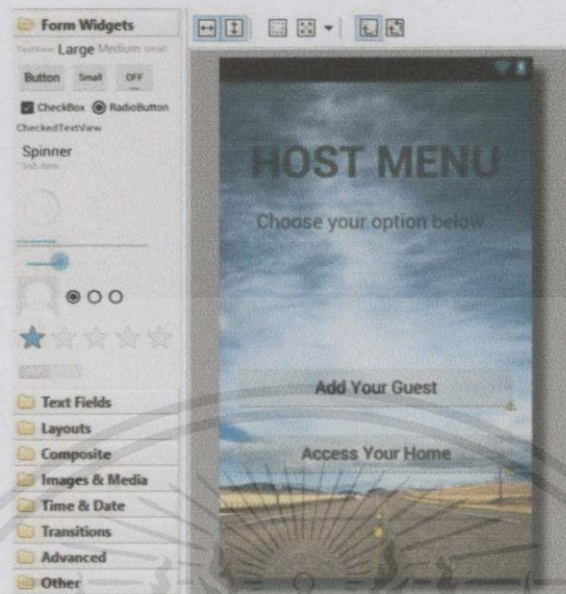 Form Widgets
TextView Large Medium Small
Button Small OFF
CheckBox RadioButton
CheckedTextView
Spinner
Sub Item
Text Fields
Layouts
Composite
Images & Media
Time & Date
Transitions
Advanced
Other
HOST MENU
Choose your option below
Add Your Guest
Access Your Home